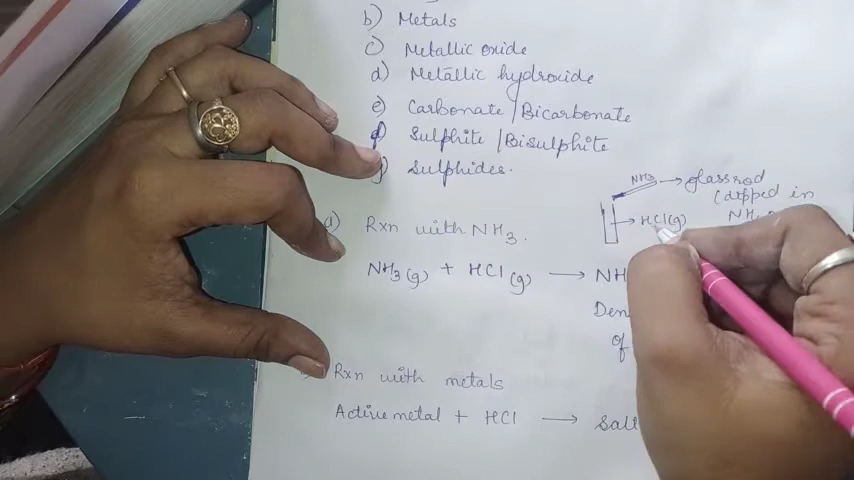 b) Metals
c) Metallic oxide
d) Metallic hydroxide
e) Carbonate/Bicarbonate
Sulphite/Bisulphite
Sulphides.
NH3 → glass rod
(dipped in
→ HCl(g)
Rxn with NH3.
NH3(g) + HCl(g) → NH
Den
of
Rxn with metals
Active metal + HCl → Salt